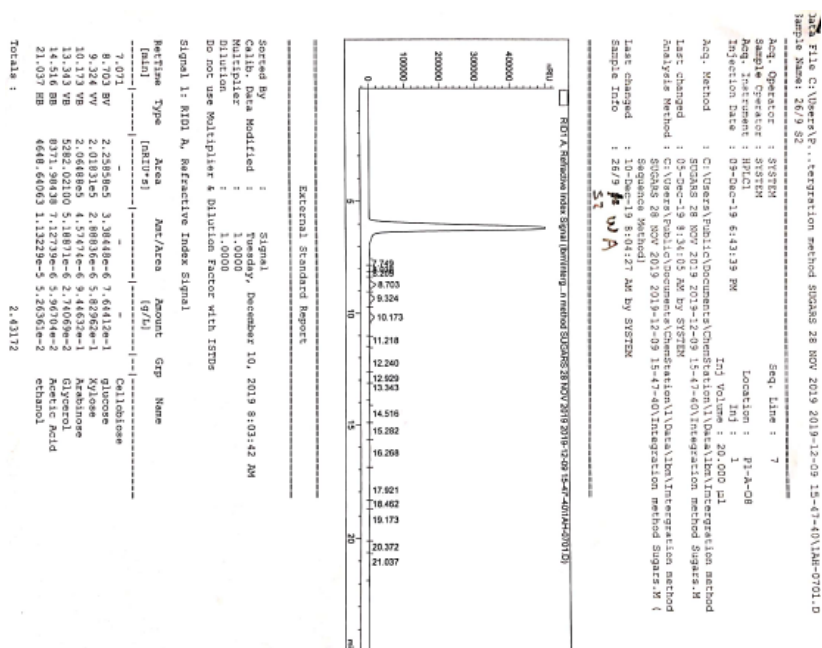 Data File C:\Users\P...tergration method SUGARS 28 NOV 2019 2019-12-09 15-47-40\1AH-0701.D
Sample Name: 26/9 S2
Acq. Operator : SYSTEM Seq. Line : 7
Sample Operator : SYSTEM
Acq. Instrument : HPLC1 Location : P1-A-08
Injection Date : 09-Dec-19 6:43:39 PM Inj : 1
Inj Volume : 20.000 µl
Acq. Method : C:\Users\Public\Documents\ChemStation\1\Data\lbm\Intergration method
SUGARS 28 NOV 2019 2019-12-09 15-47-40\Integration method Sugars.M
Last changed : 05-Dec-19 8:34:05 AM by SYSTEM
Analysis Method : C:\Users\Public\Documents\ChemStation\1\Data\lbm\Intergration method
SUGARS 28 NOV 2019 2019-12-09 15-47-40\Integration method Sugars.M (
Sequence Method)
Last changed : 10-Dec-19 8:04:27 AM by SYSTEM
Sample Info : 26/9 WA
S2
RID1 A, Refractive Index Signal
nRIU
400000
300000
200000
100000
0
7.749
8.703
9.324
10.173
11.218
12.240
12.929
13.343
14.516
15.282
16.268
17.921
18.462
19.173
20.372
21.037
5 10 15 20
External Standard Report
Sorted By : Signal
Calib. Data Modified : Tuesday, December 10, 2019 8:03:42 AM
Multiplier : 1.0000
Dilution : 1.0000
Do not use Multiplier & Dilution Factor with ISTDs
Signal 1: RID1 A, Refractive Index Signal
RetTime Type Area Amt/Area Amount Grp Name
[min] [nRIU*s] [g/L]
7.071 - - - Cellobiose
8.703 BV 2.25858e5 3.38448e-6 7.64412e-1 glucose
9.324 VV 2.01831e5 2.88836e-6 5.82962e-1 Xylose
10.173 VB 2.06488e5 4.57474e-6 9.44632e-1 Arabinose
13.343 VB 5282.02100 5.18871e-6 2.74069e-2 Glycerol
14.516 BB 8371.98438 7.12739e-6 5.96704e-2 Acetic Acid
21.037 BB 4648.64063 1.13229e-5 5.26361e-2 ethanol
Totals : 2.43172